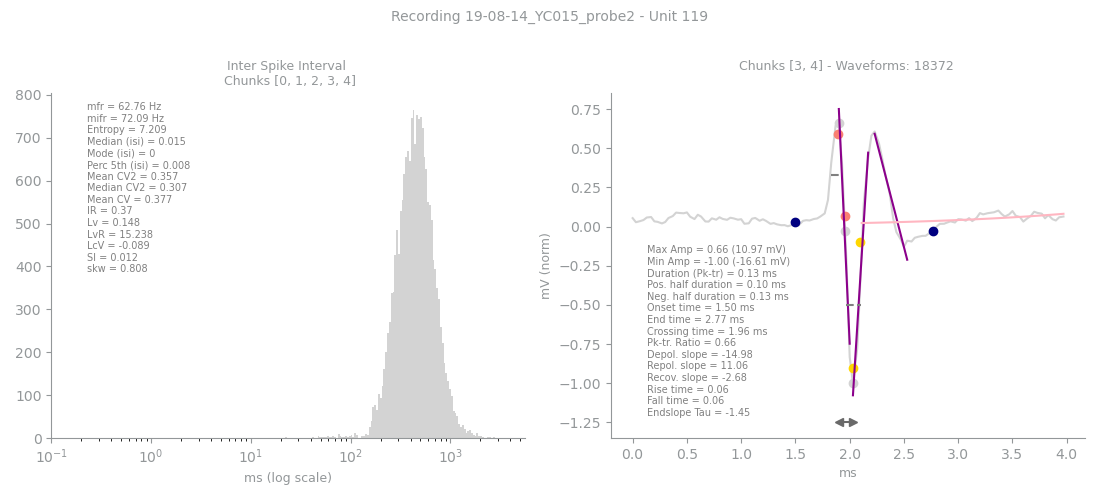 Recording 19-08-14_YC015_probe2 - Unit 119
Inter Spike Interval
Chunks [0, 1, 2, 3, 4]
800
700
600
500
400
300
200
100
0
mfr = 62.76 Hz
mifr = 72.09 Hz
Entropy = 7.209
Median (isi) = 0.015
Mode (isi) = 0
Perc 5th (isi) = 0.008
Mean CV2 = 0.357
Median CV2 = 0.307
Mean CV = 0.377
IR = 0.37
Lv = 0.148
LvR = 15.238
LcV = -0.089
SI = 0.012
skw = 0.808
10⁻¹ 10⁰ 10¹ 10² 10³
ms (log scale)
Chunks [3, 4] - Waveforms: 18372
mV (norm)
0.75
0.50
0.25
0.00
−0.25
−0.50
−0.75
−1.00
−1.25
Max Amp = 0.66 (10.97 mV)
Min Amp = -1.00 (-16.61 mV)
Duration (Pk-tr) = 0.13 ms
Pos. half duration = 0.10 ms
Neg. half duration = 0.13 ms
Onset time = 1.50 ms
End time = 2.77 ms
Crossing time = 1.96 ms
Pk-tr. Ratio = 0.66
Depol. slope = -14.98
Repol. slope = 11.06
Recov. slope = -2.68
Rise time = 0.06
Fall time = 0.06
Endslope Tau = -1.45
0.0 0.5 1.0 1.5 2.0 2.5 3.0 3.5 4.0
ms